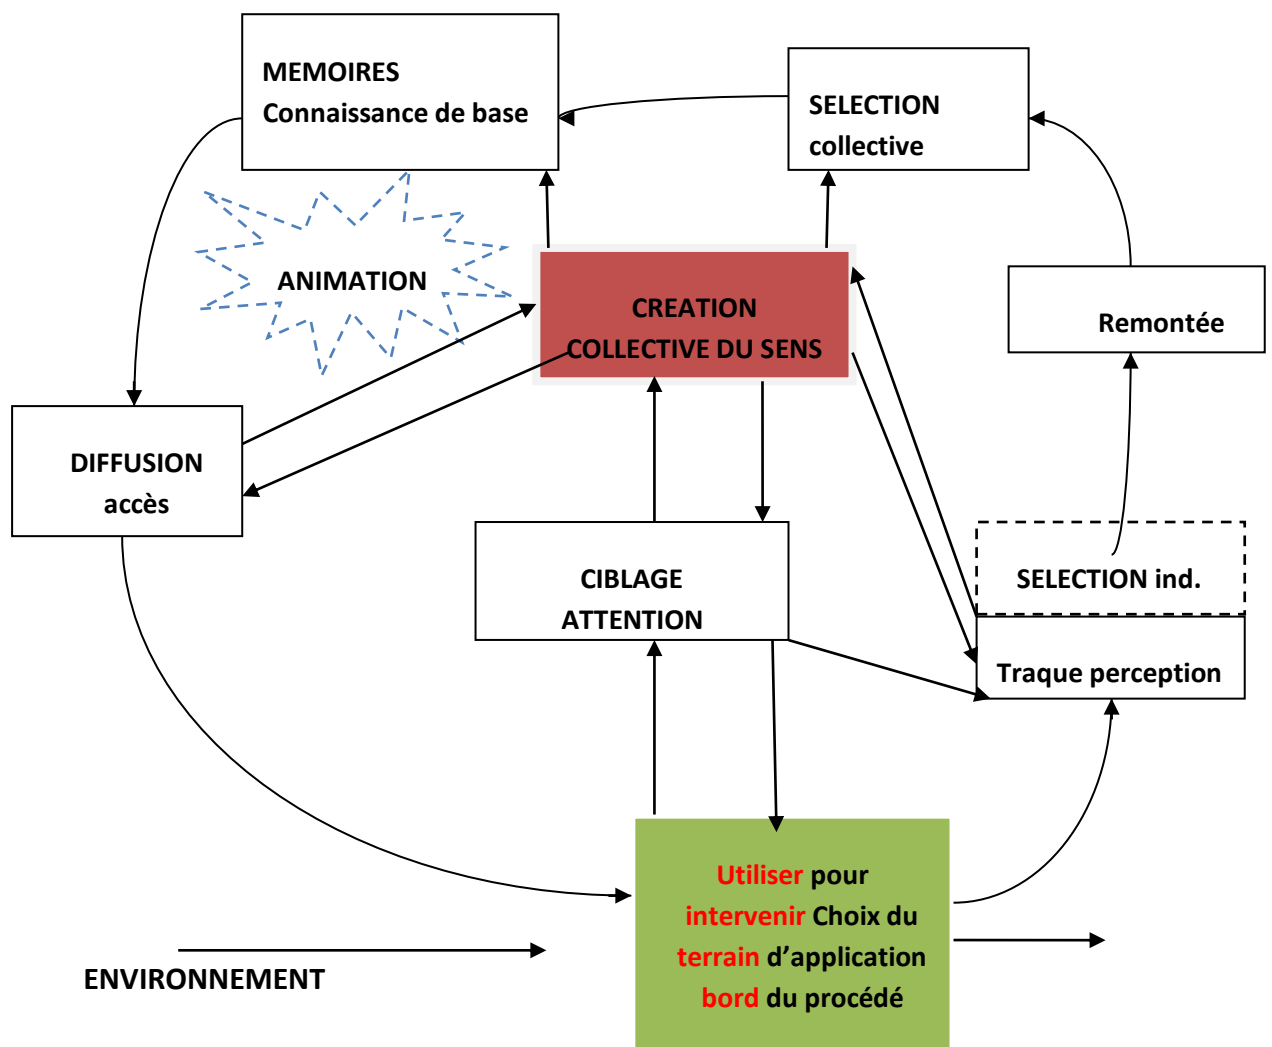 MEMOIRES
Connaissance de base
SELECTION
collective
ANIMATION
CREATION
COLLECTIVE DU SENS
Remontée
DIFFUSION
accès
CIBLAGE
ATTENTION
SELECTION ind.
Traque perception
Utiliser pour
intervenir Choix du
terrain d’application
bord du procédé
ENVIRONNEMENT